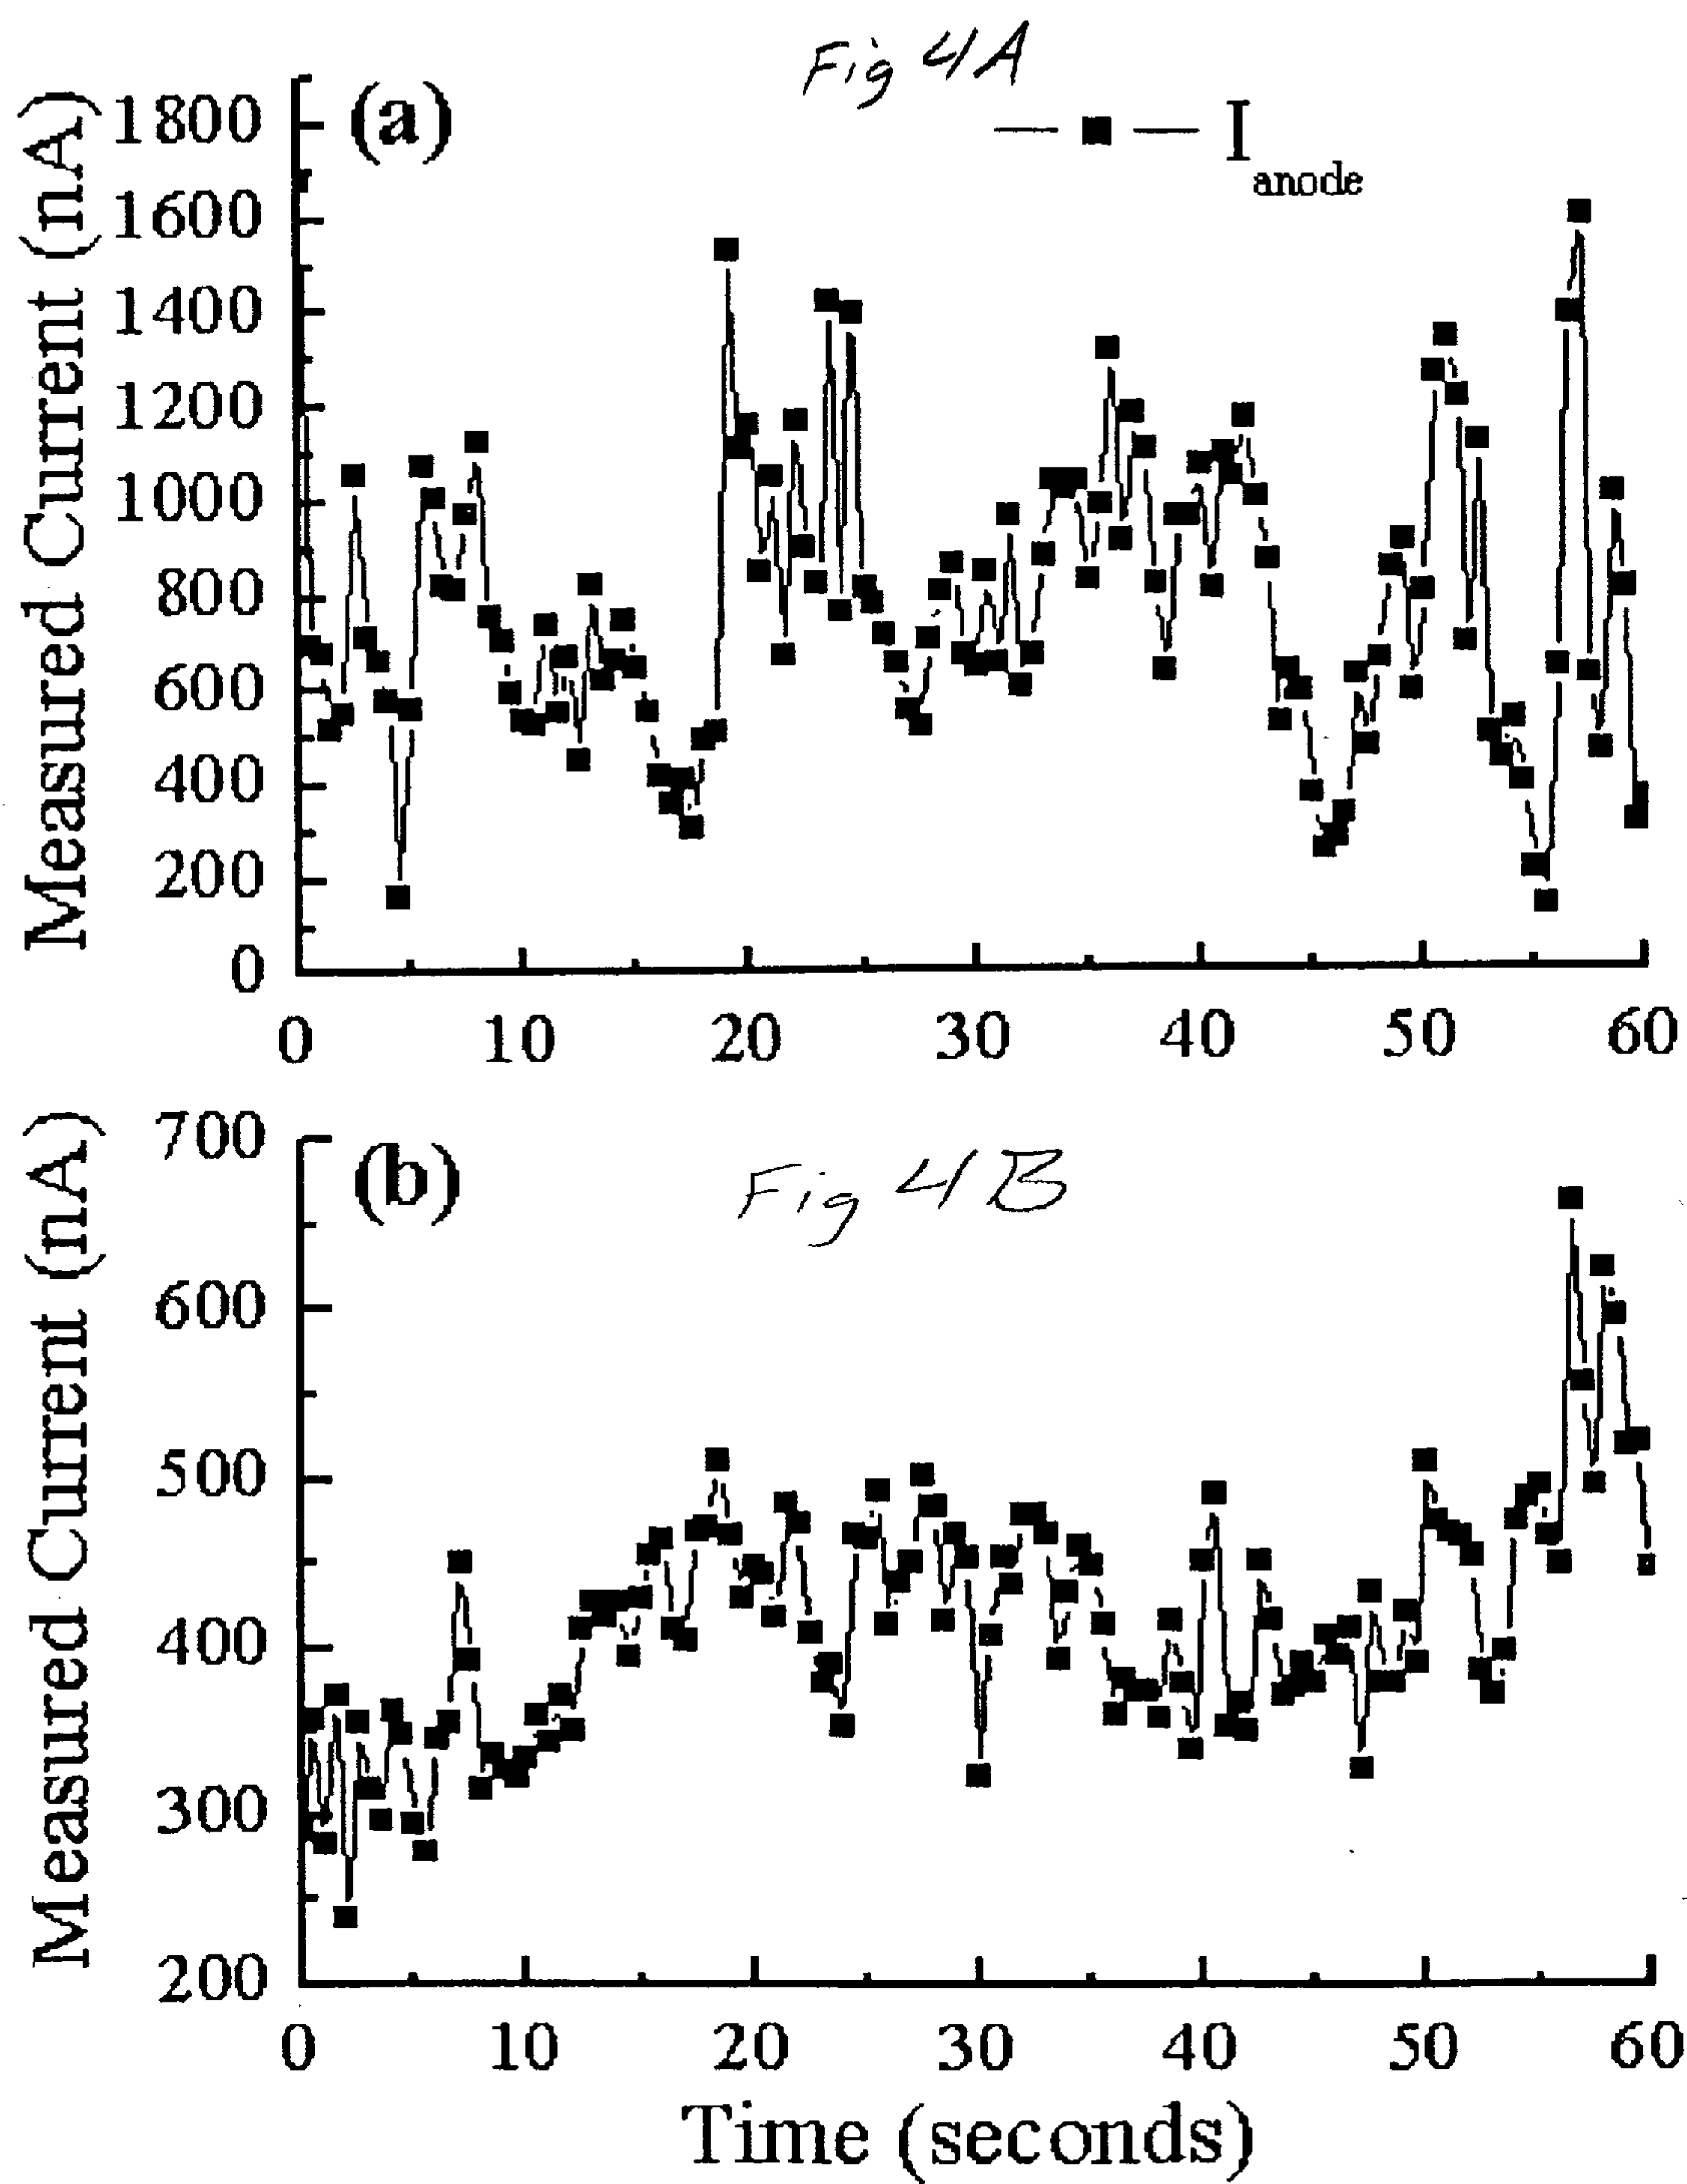 Fig 4A
(a)
I anode
Measured Current (nA)
1800
1600
1400
1200
1000
800
600
400
200
0
0 10 20 30 40 50 60
Fig 4B
(b)
Measured Current (nA)
700
600
500
400
300
200
0 10 20 30 40 50 60
Time (seconds)